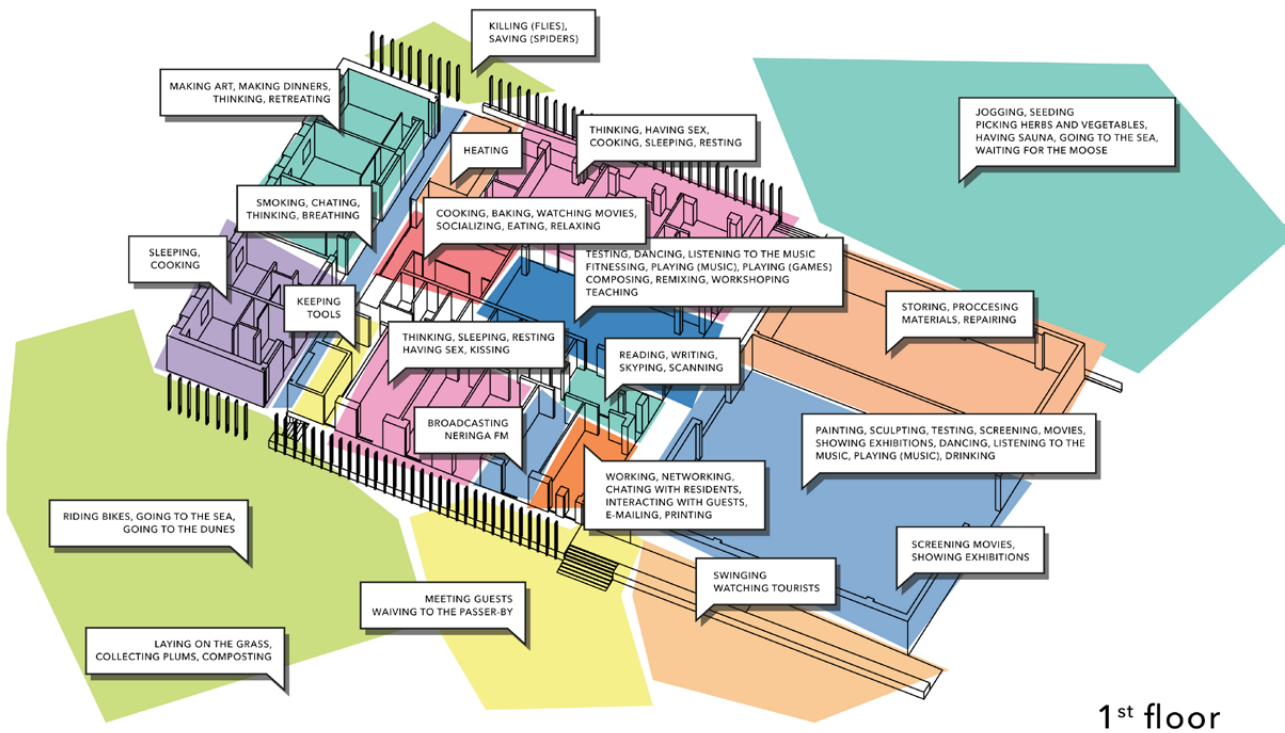 KILLING (FLIES),
SAVING (SPIDERS)
MAKING ART, MAKING DINNERS,
THINKING, RETREATING
THINKING, HAVING SEX,
COOKING, SLEEPING, RESTING
JOGGING, SEEDING
PICKING HERBS AND VEGETABLES,
HAVING SAUNA, GOING TO THE SEA,
WAITING FOR THE MOOSE
HEATING
SMOKING, CHATING,
THINKING, BREATHING
COOKING, BAKING, WATCHING MOVIES,
SOCIALIZING, EATING, RELAXING
SLEEPING,
COOKING
TESTING, DANCING, LISTENING TO THE MUSIC
FITNESSING, PLAYING (MUSIC), PLAYING (GAMES)
COMPOSING, REMIXING, WORKSHOPING
TEACHING
KEEPING
TOOLS
STORING, PROCCESING
MATERIALS, REPAIRING
THINKING, SLEEPING, RESTING
HAVING SEX, KISSING
READING, WRITING,
SKYPING, SCANNING
BROADCASTING
NERINGA FM
PAINTING, SCULPTING, TESTING, SCREENING, MOVIES,
SHOWING EXHIBITIONS, DANCING, LISTENING TO THE
MUSIC, PLAYING (MUSIC), DRINKING
WORKING, NETWORKING,
CHATING WITH RESIDENTS,
INTERACTING WITH GUESTS,
E-MAILING, PRINTING
RIDING BIKES, GOING TO THE SEA,
GOING TO THE DUNES
SCREENING MOVIES,
SHOWING EXHIBITIONS
SWINGING
WATCHING TOURISTS
MEETING GUESTS
WAIVING TO THE PASSER-BY
LAYING ON THE GRASS,
COLLECTING PLUMS, COMPOSTING
1st floor